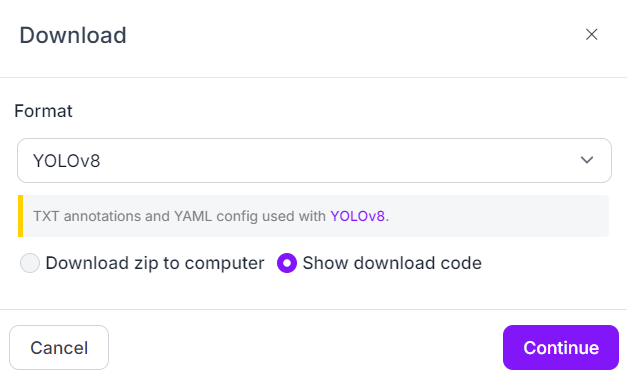 Download
Format
YOLOv8
TXT annotations and YAML config used with YOLOv8.
Download zip to computer Show download code
Cancel Continue